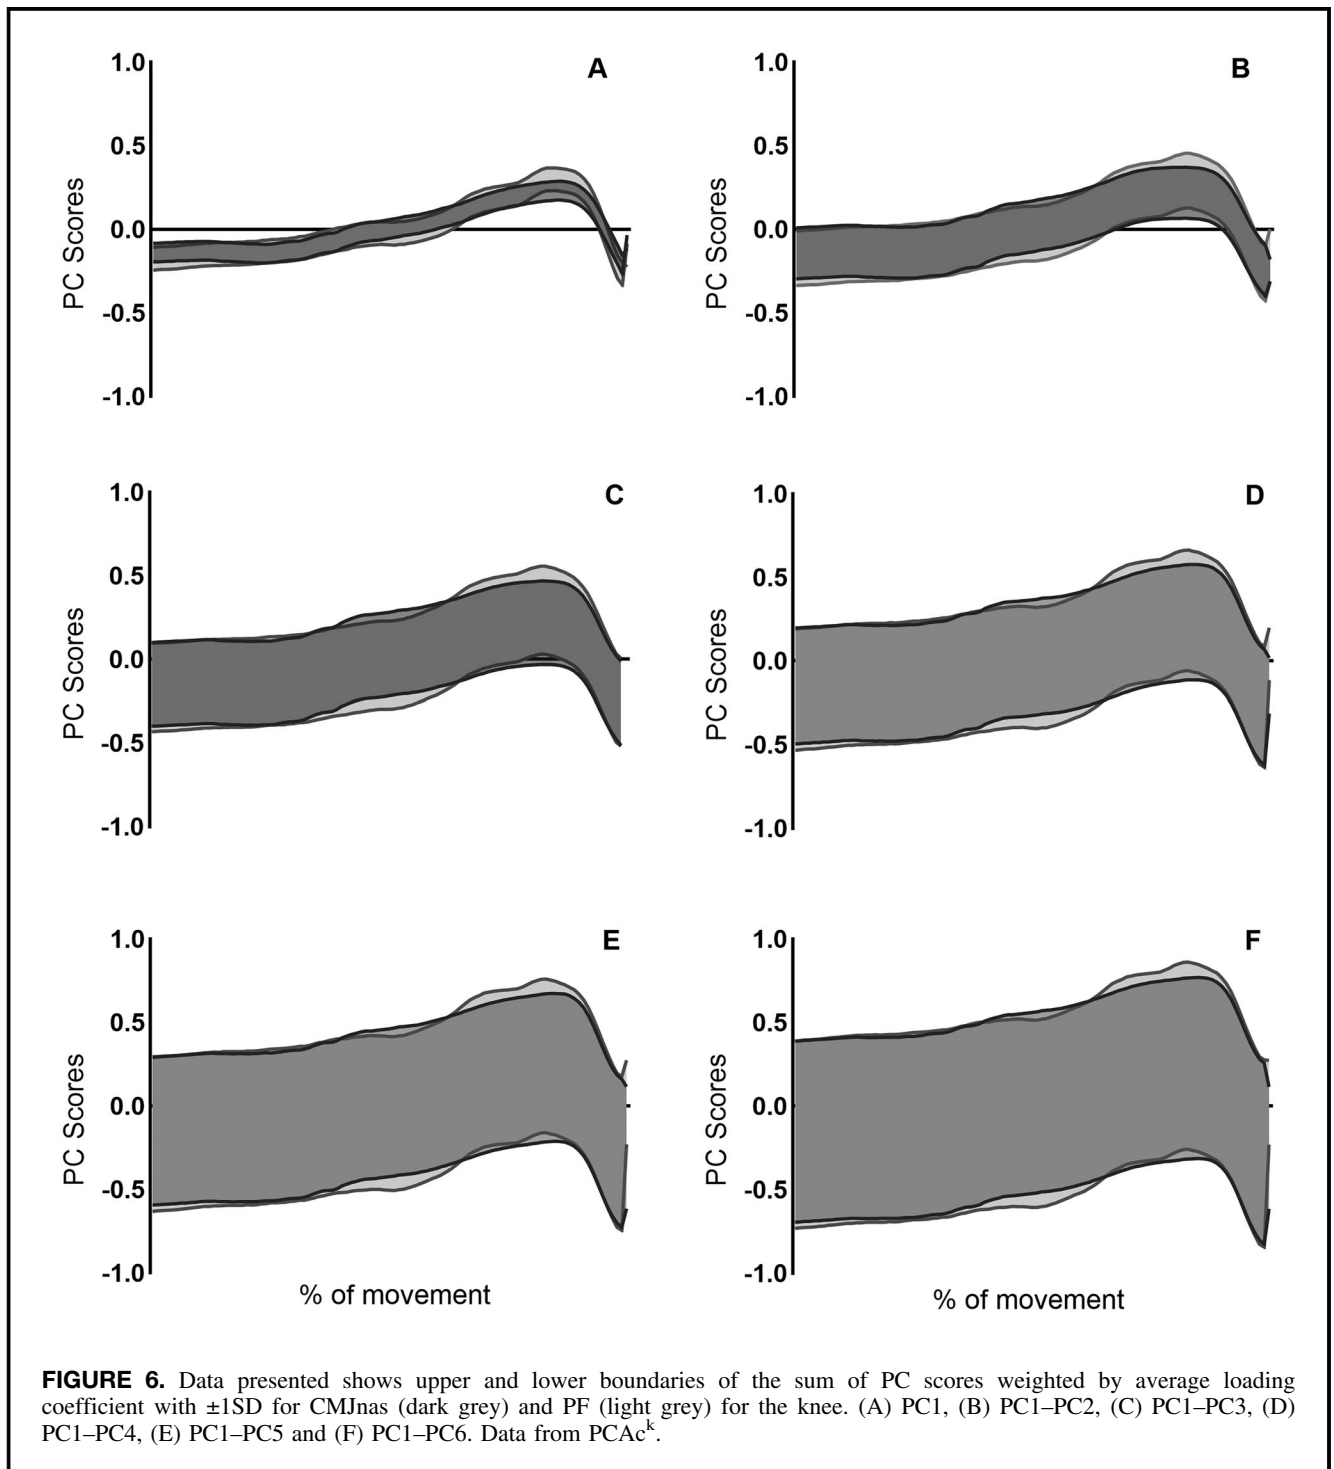 1.0
A
0.5
0.0
-0.5
-1.0
PC Scores
1.0
B
0.5
0.0
-0.5
-1.0
PC Scores
1.0
C
0.5
0.0
-0.5
-1.0
PC Scores
1.0
D
0.5
0.0
-0.5
-1.0
PC Scores
1.0
E
0.5
0.0
-0.5
-1.0
PC Scores
% of movement
1.0
F
0.5
0.0
-0.5
-1.0
PC Scores
% of movement
FIGURE 6. Data presented shows upper and lower boundaries of the sum of PC scores weighted by average loading
coefficient with ±1SD for CMJnas (dark grey) and PF (light grey) for the knee. (A) PC1, (B) PC1–PC2, (C) PC1–PC3, (D)
PC1–PC4, (E) PC1–PC5 and (F) PC1–PC6. Data from PCAcᵏ.